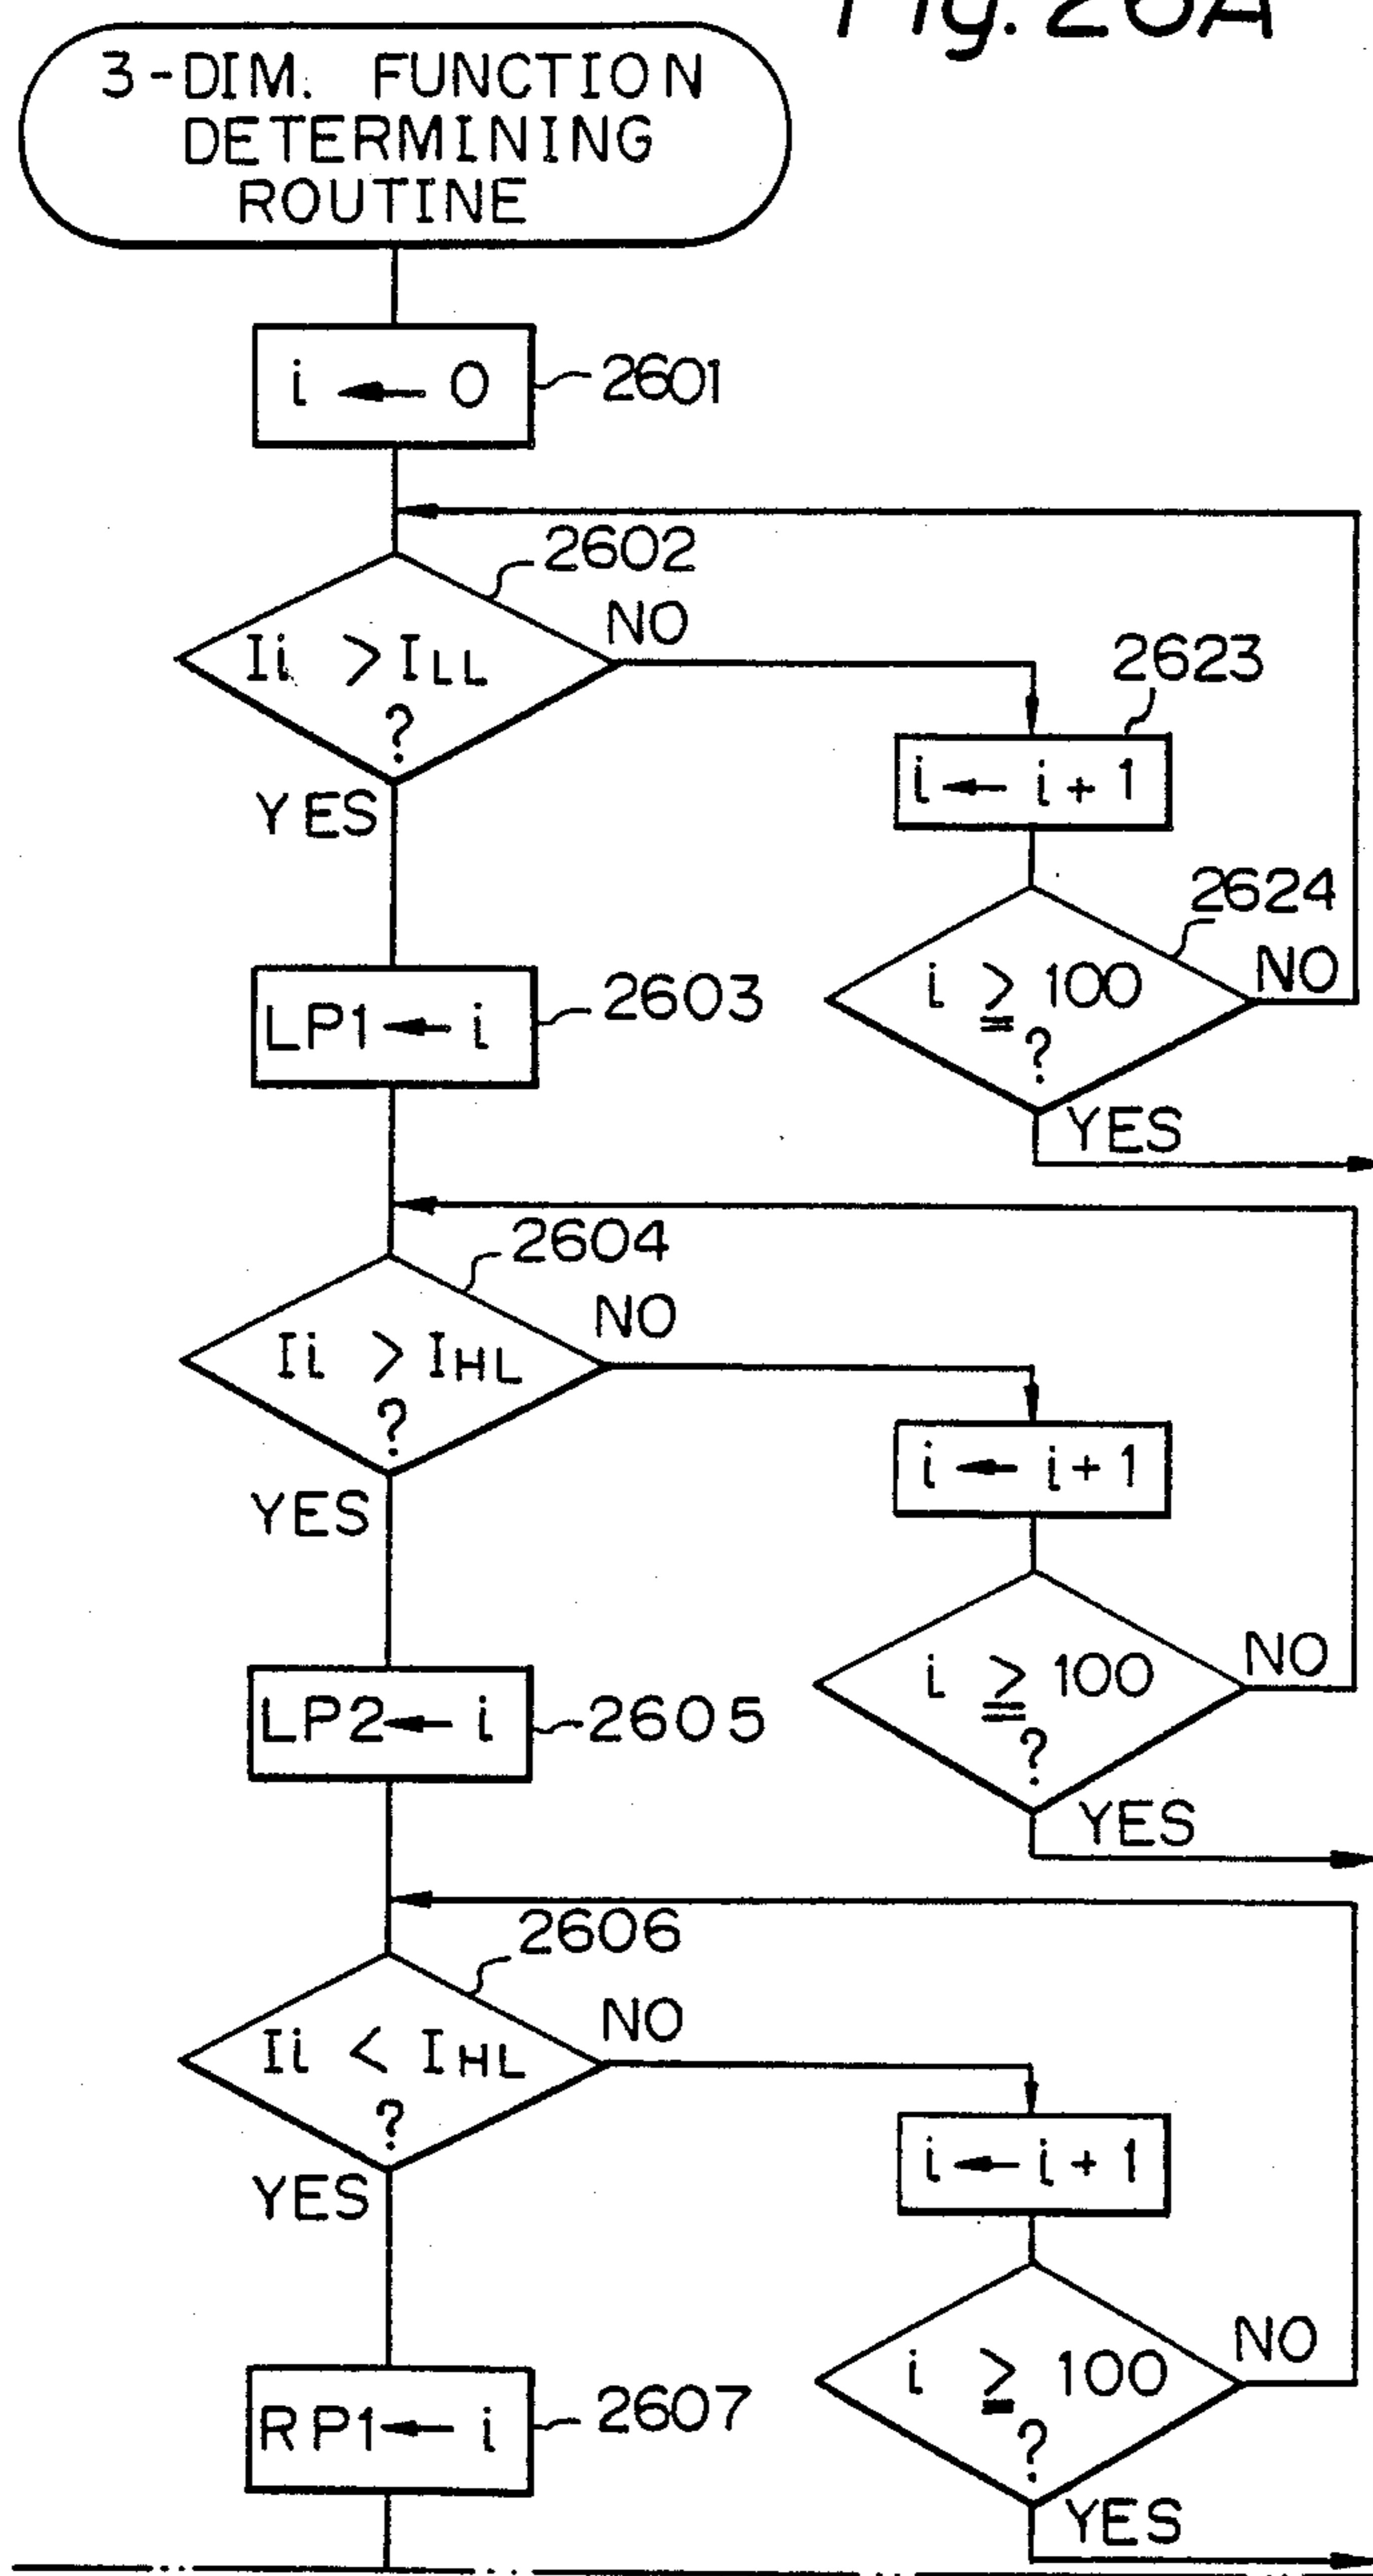 Fig. 26A
3-DIM. FUNCTION
DETERMINING
ROUTINE
i ← 0
2601
2602
Ii > ILL
?
NO
YES
2623
i ← i + 1
2624
i ≧ 100
?
NO
YES
LP1 ← i
2603
2604
Ii > IHL
?
NO
YES
i ← i + 1
i ≧ 100
?
NO
YES
LP2 ← i
2605
2606
Ii < IHL
?
NO
YES
i ← i + 1
i ≧ 100
?
NO
YES
RP1 ← i
2607